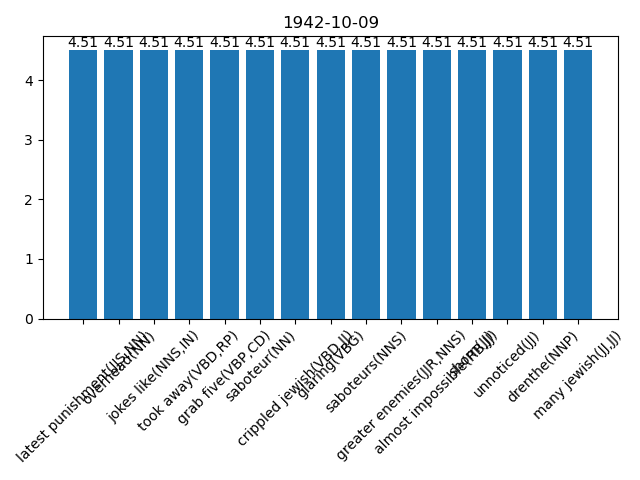 1942-10-09
4.51 4.51 4.51 4.51 4.51 4.51 4.51 4.51 4.51 4.51 4.51 4.51 4.51 4.51 4.51
4
3
2
1
0
latest punishment(JJS,NN)
overhead(NN)
jokes like(NNS,IN)
took away(VBD,RP)
grab five(VBP,CD)
saboteur(NN)
crippled jewish(VBD,JJ)
glaring(VBG)
saboteurs(NNS)
greater enemies(JJR,NNS)
almost impossible(RB,JJ)
shorn(JJ)
unnoticed(JJ)
drenthe(NNP)
many jewish(JJ,JJ)